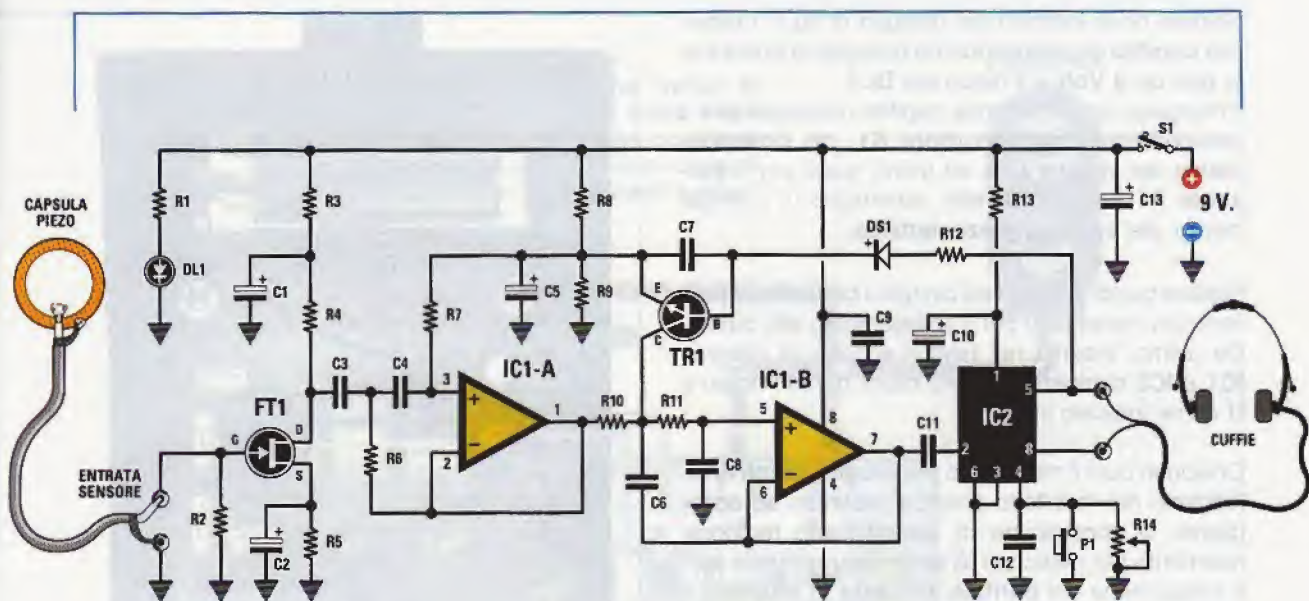 S1
R1
R3
R8
R13
C13
9 V.
CAPSULA
PIEZO
DL1
C1
R4
R7
C5
R9
C7
E
B
C
TR1
DS1
R12
C9
C10
IC1-A
IC1-B
C3
C4
3
2
1
R10
R11
5
6
8
7
4
C11
1
2
5
8
IC2
6
3
4
CUFFIE
FT1
G
D
S
R6
C6
C8
ENTRATA
SENSORE
R2
C2
R5
C12
P1
R14